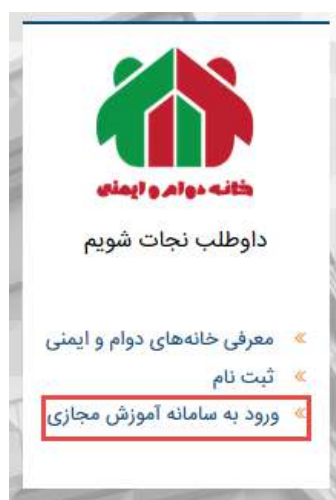 خانه دوام و ایمنی
داوطلب نجات شویم
معرفی خانه‌های دوام و ایمنی
ثبت نام
ورود به سامانه آموزش مجازی